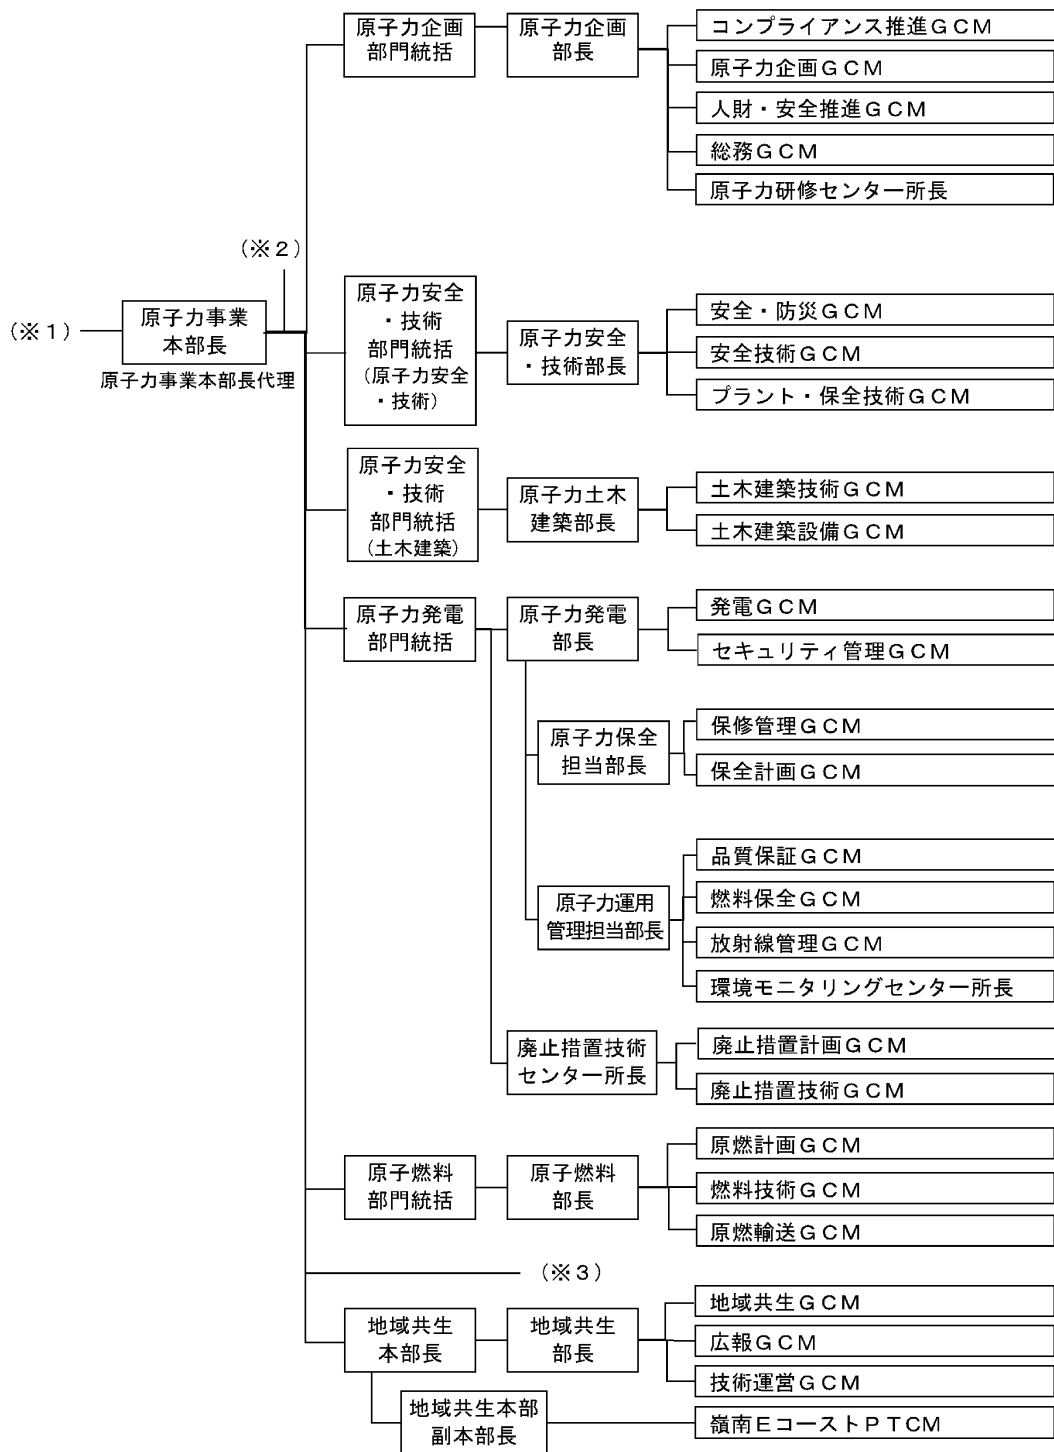 原子力企画
部門統括
原子力企画
部長
コンプライアンス推進ＧＣＭ
原子力企画ＧＣＭ
人財・安全推進ＧＣＭ
総務ＧＣＭ
原子力研修センター所長
（※２）
（※１）
原子力事業
本部長
原子力事業本部長代理
原子力安全
・技術
部門統括
（原子力安全
・技術）
原子力安全
・技術部長
安全・防災ＧＣＭ
安全技術ＧＣＭ
プラント・保全技術ＧＣＭ
原子力安全
・技術
部門統括
（土木建築）
原子力土木
建築部長
土木建築技術ＧＣＭ
土木建築設備ＧＣＭ
原子力発電
部門統括
原子力発電
部長
発電ＧＣＭ
セキュリティ管理ＧＣＭ
原子力保全
担当部長
保修管理ＧＣＭ
保全計画ＧＣＭ
原子力運用
管理担当部長
品質保証ＧＣＭ
燃料保全ＧＣＭ
放射線管理ＧＣＭ
環境モニタリングセンター所長
廃止措置技術
センター所長
廃止措置計画ＧＣＭ
廃止措置技術ＧＣＭ
原子燃料
部門統括
原子燃料
部長
原燃計画ＧＣＭ
燃料技術ＧＣＭ
原燃輸送ＧＣＭ
（※３）
地域共生
本部長
地域共生
部長
地域共生ＧＣＭ
広報ＧＣＭ
技術運営ＧＣＭ
地域共生本部
副本部長
嶺南ＥコーストＰＴＣＭ